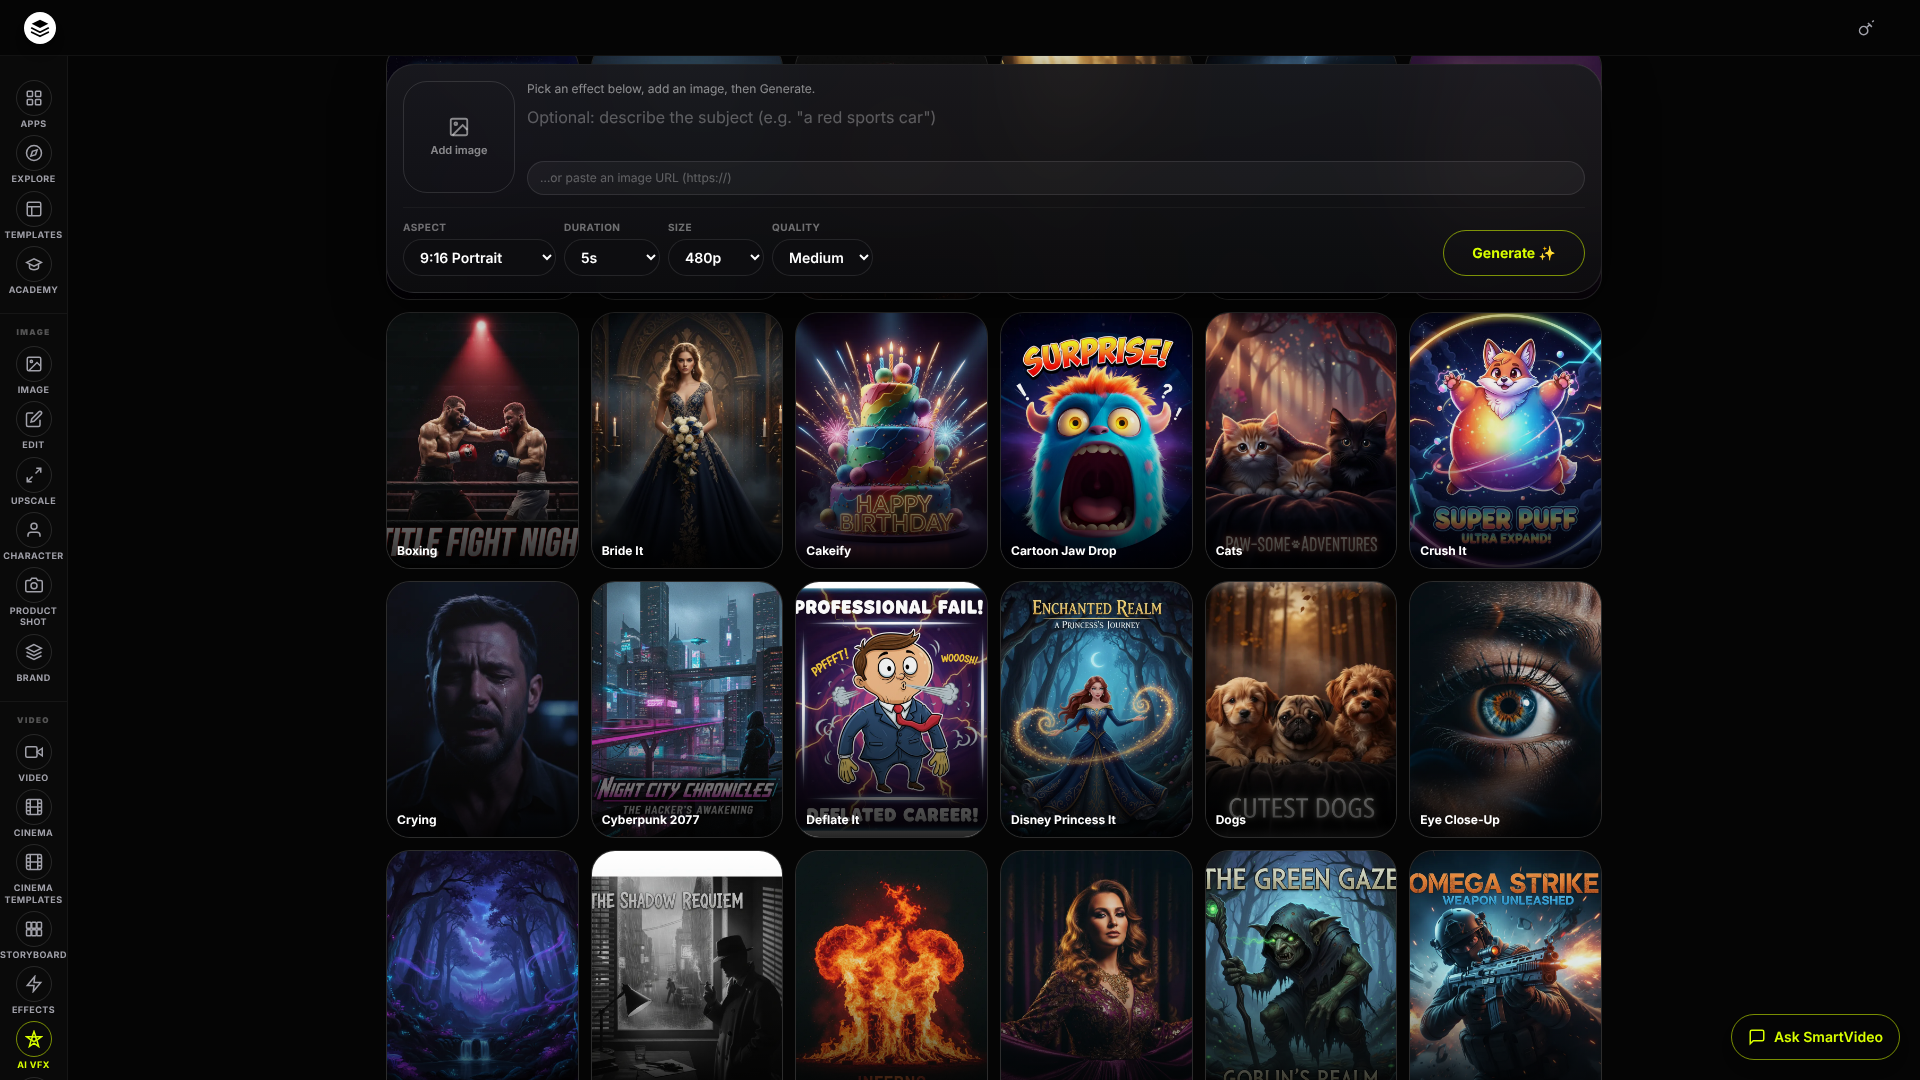 Pick an effect below, add an image, then Generate.
Optional: describe the subject (e.g. "a red sports car")
Add image
...or paste an image URL (https://)
ASPECT
DURATION
SIZE
QUALITY
9:16 Portrait
5s
480p
Medium
Generate ✨
APPS
EXPLORE
TEMPLATES
ACADEMY
IMAGE
IMAGE
EDIT
UPSCALE
CHARACTER
PRODUCT
SHOT
BRAND
VIDEO
VIDEO
CINEMA
CINEMA
TEMPLATES
STORYBOARD
EFFECTS
AI VFX
TITLE FIGHT NIGH
Boxing
Bride It
HAPPY
BIRTHDAY
Cakeify
SURPRISE!
! ? !
Cartoon Jaw Drop
PAW-SOME ADVENTURES
Cats
SUPER PUFF
ULTRA EXPAND!
Crush It
Crying
NIGHT CITY CHRONICLES
THE HACKER'S AWAKENING
Cyberpunk 2077
PROFESSIONAL FAIL!
PPFFFT!
WOOOSH!
DEFLATED CAREER!
Deflate It
ENCHANTED REALM
A PRINCESS'S JOURNEY
Disney Princess It
CUTEST DOGS
Dogs
Eye Close-Up
THE SHADOW REQUIEM
INFERNO
THE GREEN GAZE
GOBLIN'S REALM
OMEGA STRIKE
WEAPON UNLEASHED
Ask SmartVideo